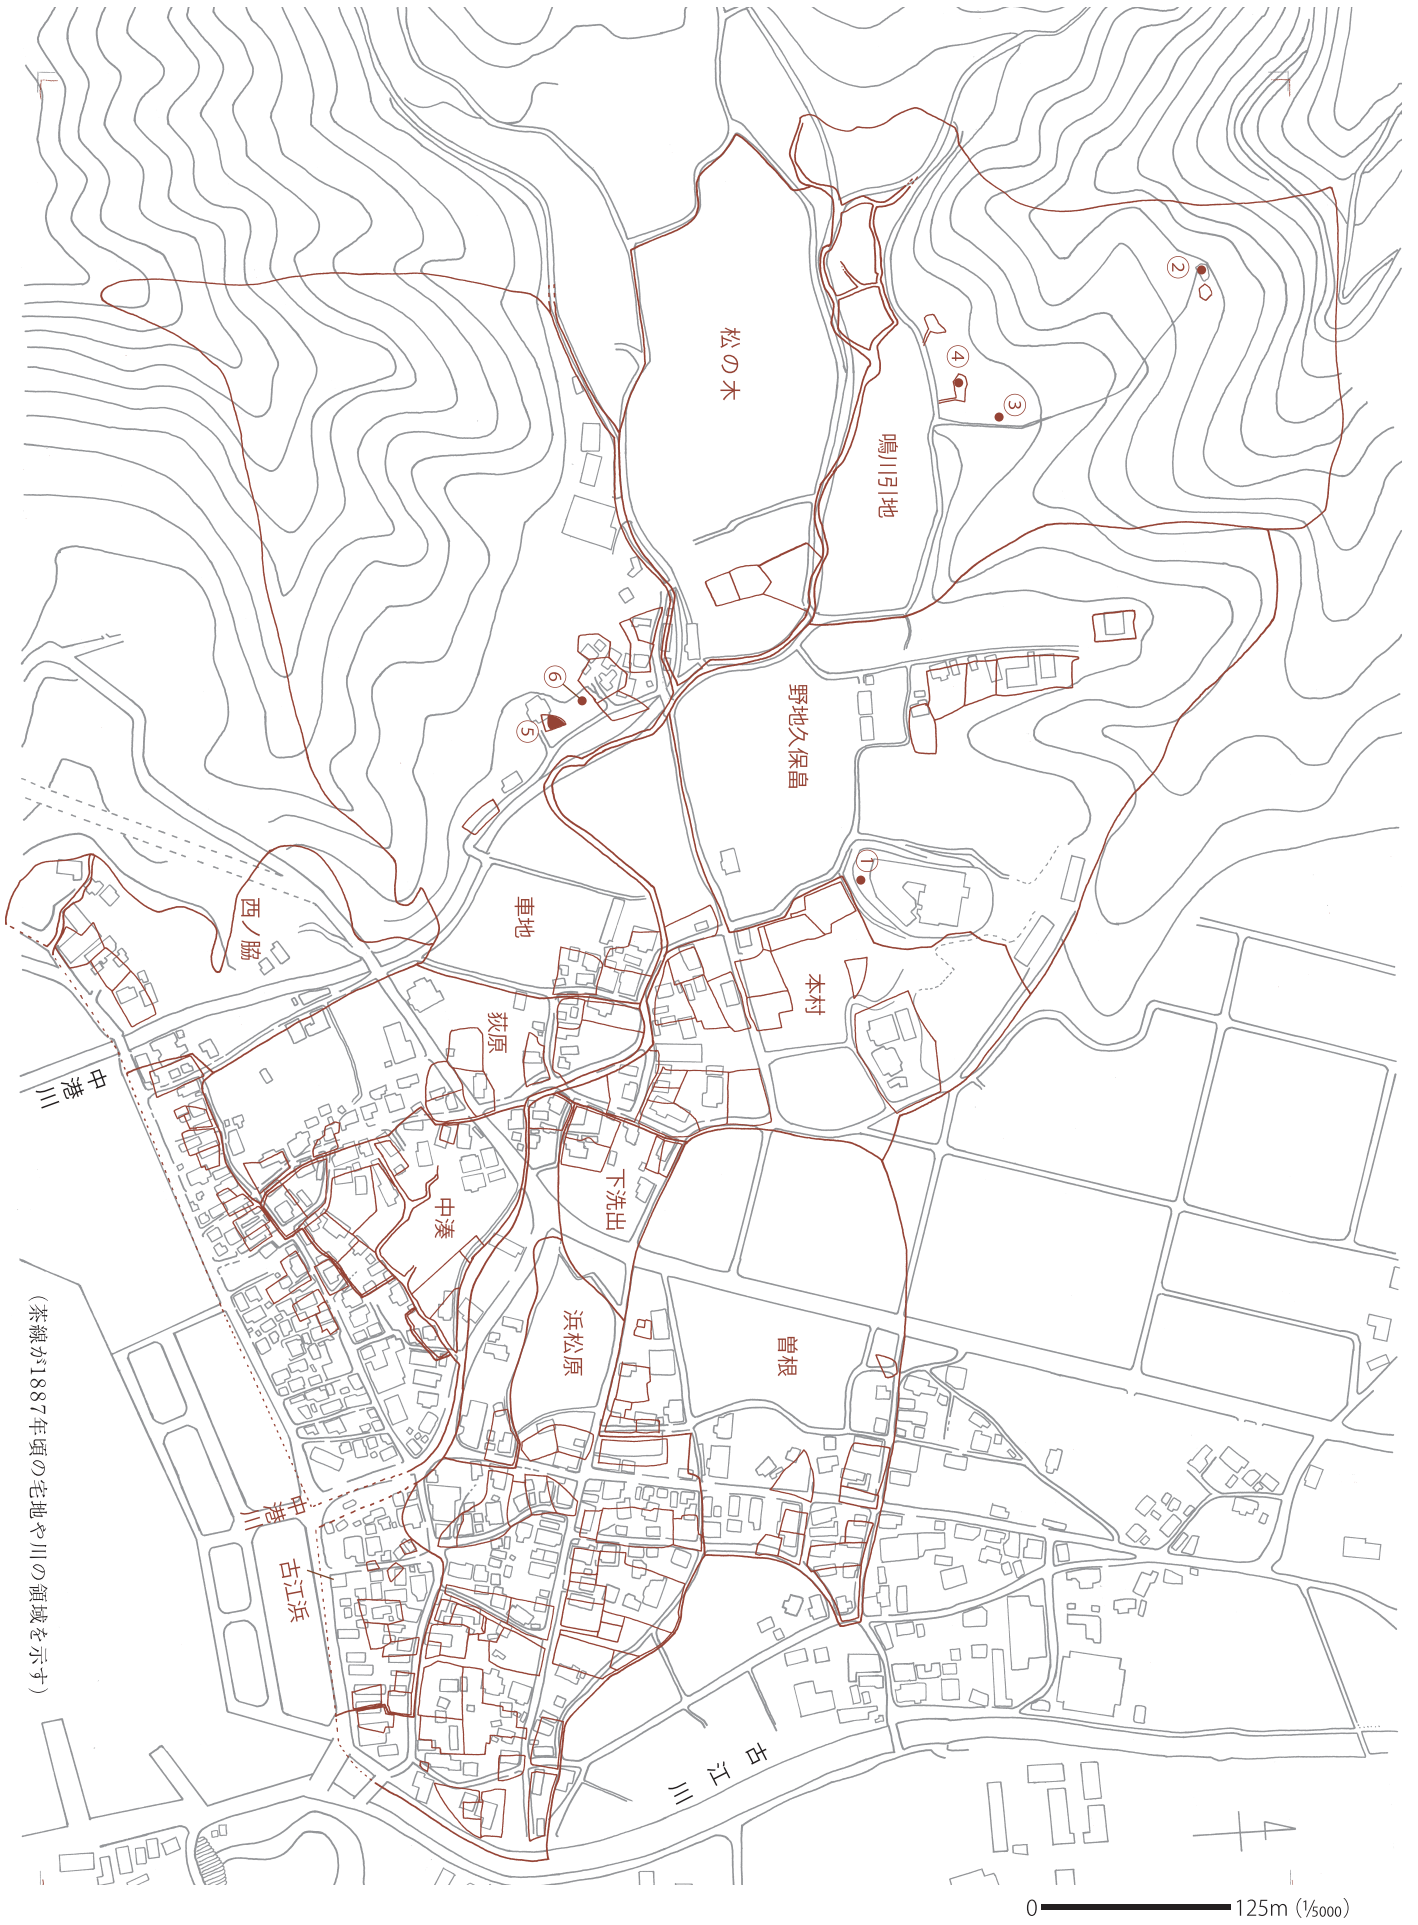 ②
④
③
松の木
鳴川引地
⑥
⑤
野地久保畠
①
西ノ脇
車地
本村
荻原
中港川
下洗出
中湊
浜松原
曽根
中港川
古江浜
古江川
（茶線が1887年頃の宅地や川の領域を示す）
0 125m (1/5000)